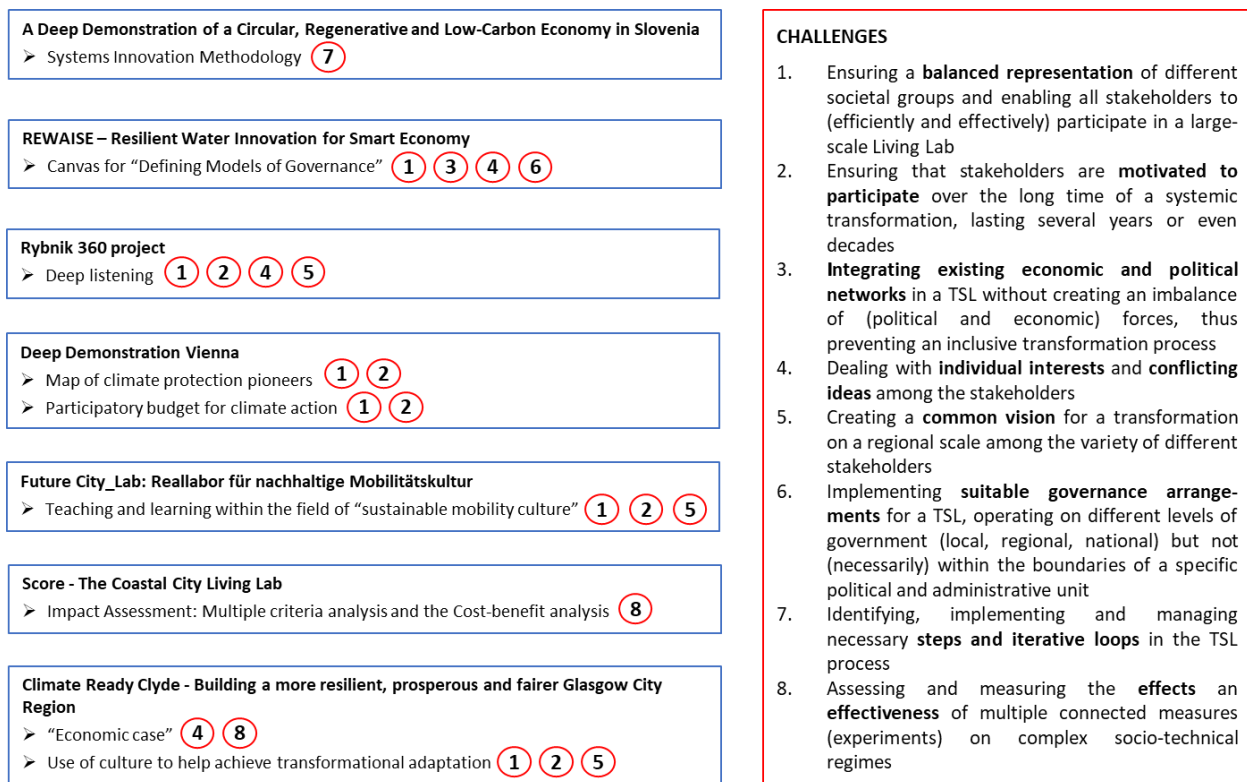 A Deep Demonstration of a Circular, Regenerative and Low-Carbon Economy in Slovenia
➢ Systems Innovation Methodology 7
REWAISE – Resilient Water Innovation for Smart Economy
➢ Canvas for “Defining Models of Governance” 1 3 4 6
Rybnik 360 project
➢ Deep listening 1 2 4 5
Deep Demonstration Vienna
➢ Map of climate protection pioneers 1 2
➢ Participatory budget for climate action 1 2
Future City_Lab: Reallabor für nachhaltige Mobilitätskultur
➢ Teaching and learning within the field of “sustainable mobility culture” 1 2 5
Score - The Coastal City Living Lab
➢ Impact Assessment: Multiple criteria analysis and the Cost-benefit analysis 8
Climate Ready Clyde - Building a more resilient, prosperous and fairer Glasgow City
Region
➢ “Economic case” 4 8
➢ Use of culture to help achieve transformational adaptation 1 2 5
CHALLENGES
1. Ensuring a balanced representation of different
societal groups and enabling all stakeholders to
(efficiently and effectively) participate in a large-
scale Living Lab
2. Ensuring that stakeholders are motivated to
participate over the long time of a systemic
transformation, lasting several years or even
decades
3. Integrating existing economic and political
networks in a TSL without creating an imbalance
of (political and economic) forces, thus
preventing an inclusive transformation process
4. Dealing with individual interests and conflicting
ideas among the stakeholders
5. Creating a common vision for a transformation
on a regional scale among the variety of different
stakeholders
6. Implementing suitable governance arrange-
ments for a TSL, operating on different levels of
government (local, regional, national) but not
(necessarily) within the boundaries of a specific
political and administrative unit
7. Identifying, implementing and managing
necessary steps and iterative loops in the TSL
process
8. Assessing and measuring the effects an
effectiveness of multiple connected measures
(experiments) on complex socio-technical
regimes